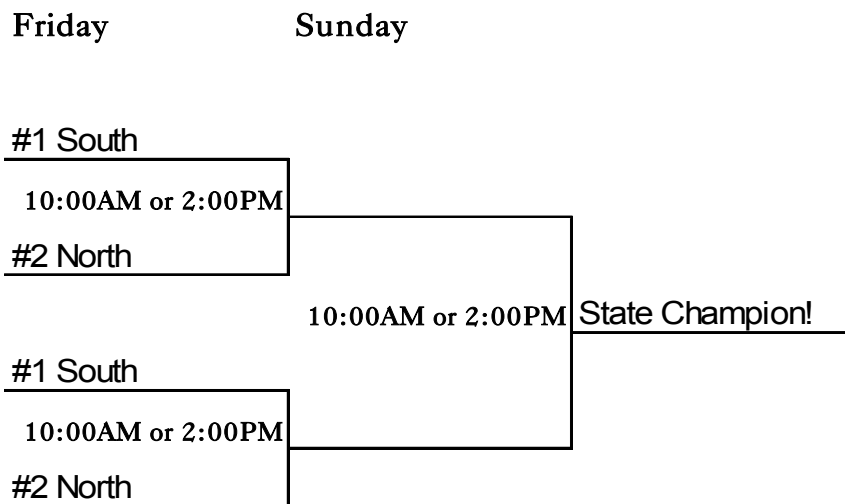 Friday Sunday
#1 South
10:00AM or 2:00PM
#2 North
10:00AM or 2:00PM State Champion!
#1 South
10:00AM or 2:00PM
#2 North